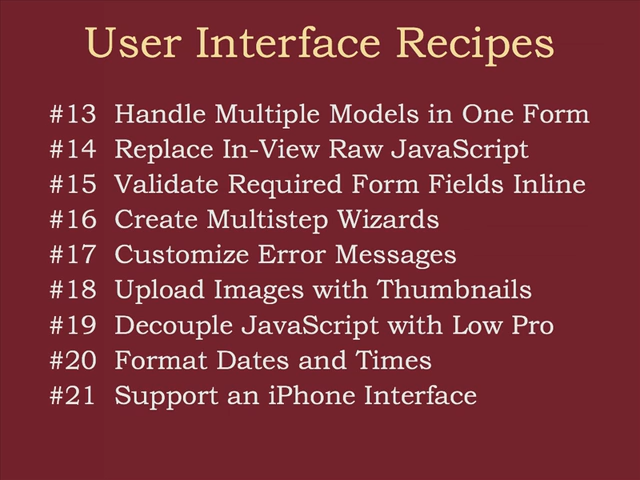 User Interface Recipes
#13 Handle Multiple Models in One Form
#14 Replace In-View Raw JavaScript
#15 Validate Required Form Fields Inline
#16 Create Multistep Wizards
#17 Customize Error Messages
#18 Upload Images with Thumbnails
#19 Decouple JavaScript with Low Pro
#20 Format Dates and Times
#21 Support an iPhone Interface